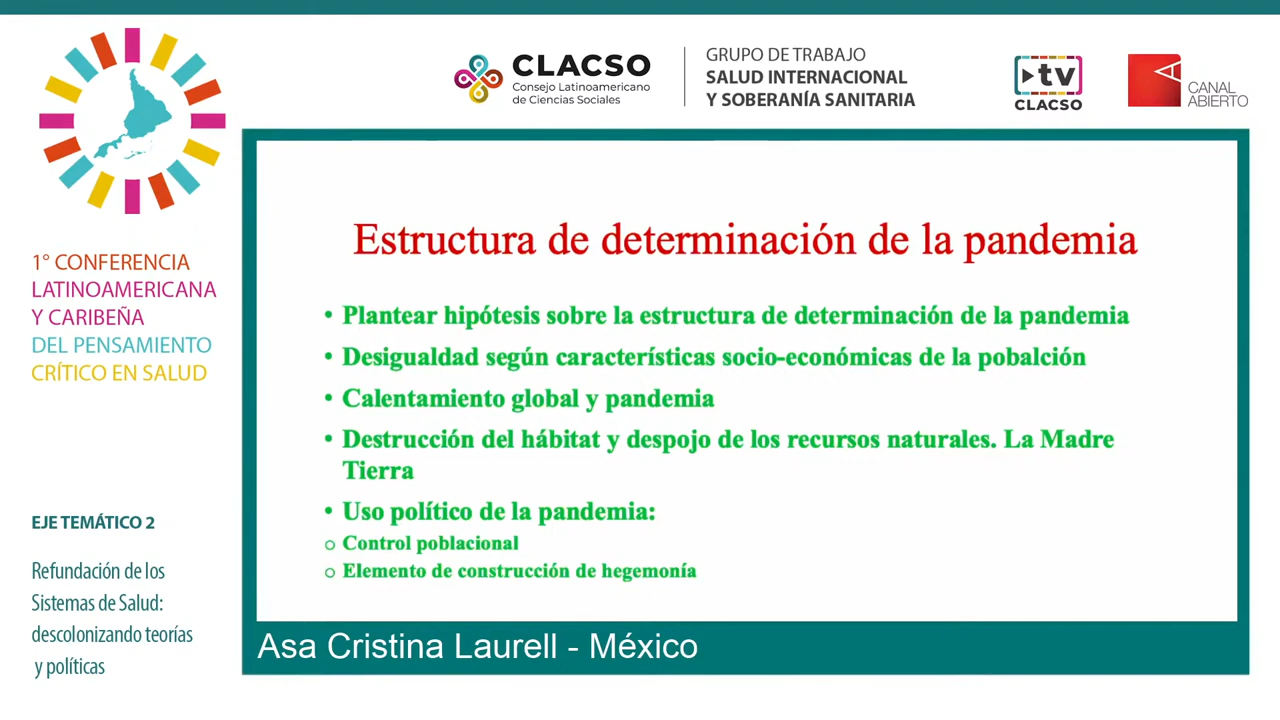 CLACSO
Consejo Latinoamericano
de Ciencias Sociales
GRUPO DE TRABAJO
SALUD INTERNACIONAL
Y SOBERANÍA SANITARIA
tv
CLACSO
CANAL
ABIERTO
1° CONFERENCIA
LATINOAMERICANA
Y CARIBEÑA
DEL PENSAMIENTO
CRÍTICO EN SALUD
EJE TEMÁTICO 2
Refundación de los
Sistemas de Salud:
descolonizando teorías
y políticas
Estructura de determinación de la pandemia
• Plantear hipótesis sobre la estructura de determinación de la pandemia
• Desigualdad según características socio-económicas de la pobalción
• Calentamiento global y pandemia
• Destrucción del hábitat y despojo de los recursos naturales. La Madre
Tierra
• Uso político de la pandemia:
o Control poblacional
o Elemento de construcción de hegemonía
Asa Cristina Laurell - México